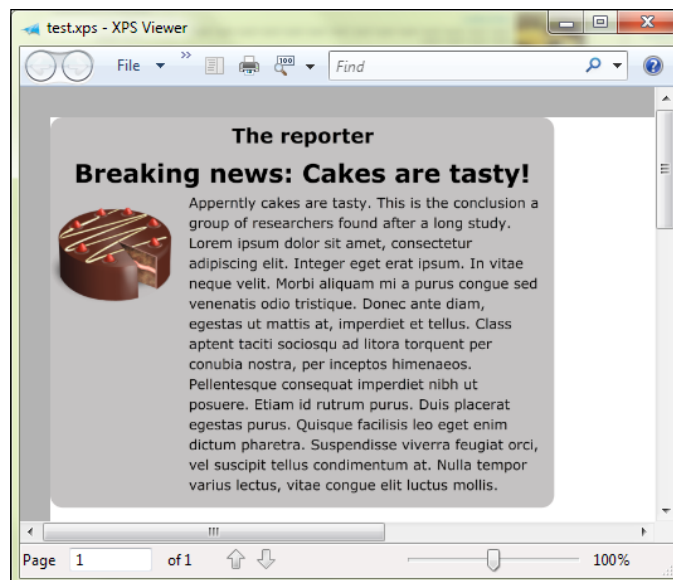 test.xps - XPS Viewer
File
100
Find
The reporter
Breaking news: Cakes are tasty!
Apperntly cakes are tasty. This is the conclusion a
group of researchers found after a long study.
Lorem ipsum dolor sit amet, consectetur
adipiscing elit. Integer eget erat ipsum. In vitae
neque velit. Morbi aliquam mi a purus congue sed
venenatis odio tristique. Donec ante diam,
egestas ut mattis at, imperdiet et tellus. Class
aptent taciti sociosqu ad litora torquent per
conubia nostra, per inceptos himenaeos.
Pellentesque consequat imperdiet nibh ut
posuere. Etiam id rutrum purus. Duis placerat
egestas purus. Quisque facilisis leo eget enim
dictum pharetra. Suspendisse viverra feugiat orci,
vel suscipit tellus condimentum at. Nulla tempor
varius lectus, vitae congue elit luctus mollis.
Page 1 of 1 100%